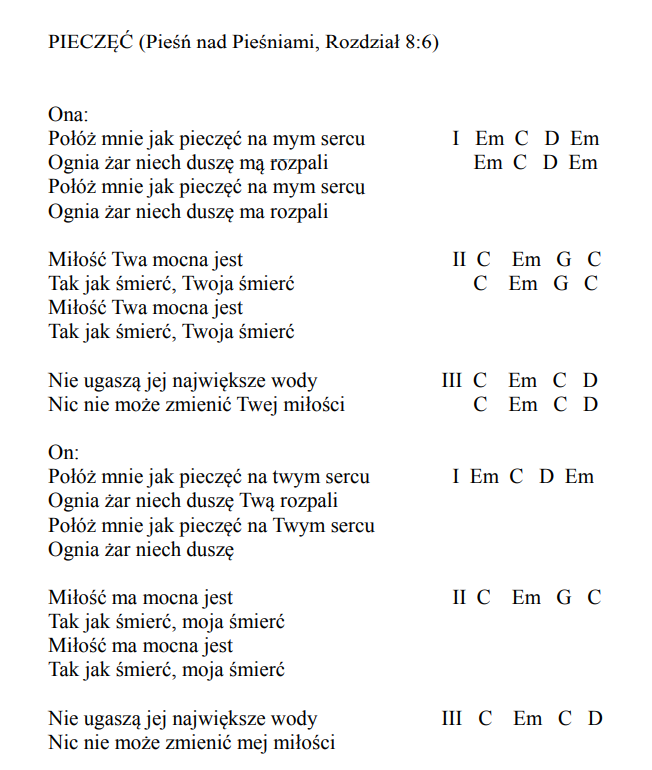 PIECZĘĆ (Pieśń nad Pieśniami, Rozdział 8:6)
Ona:
Połóż mnie jak pieczęć na mym sercu I Em C D Em
Ognia żar niech duszę mą rozpali Em C D Em
Połóż mnie jak pieczęć na mym sercu
Ognia żar niech duszę ma rozpali
Miłość Twa mocna jest II C Em G C
Tak jak śmierć, Twoja śmierć C Em G C
Miłość Twa mocna jest
Tak jak śmierć, Twoja śmierć
Nie ugaszą jej największe wody III C Em C D
Nic nie może zmienić Twej miłości C Em C D
On:
Połóż mnie jak pieczęć na twym sercu I Em C D Em
Ognia żar niech duszę Twą rozpali
Połóż mnie jak pieczęć na Twym sercu
Ognia żar niech duszę
Miłość ma mocna jest II C Em G C
Tak jak śmierć, moja śmierć
Miłość ma mocna jest
Tak jak śmierć, moja śmierć
Nie ugaszą jej największe wody III C Em C D
Nic nie może zmienić mej miłości